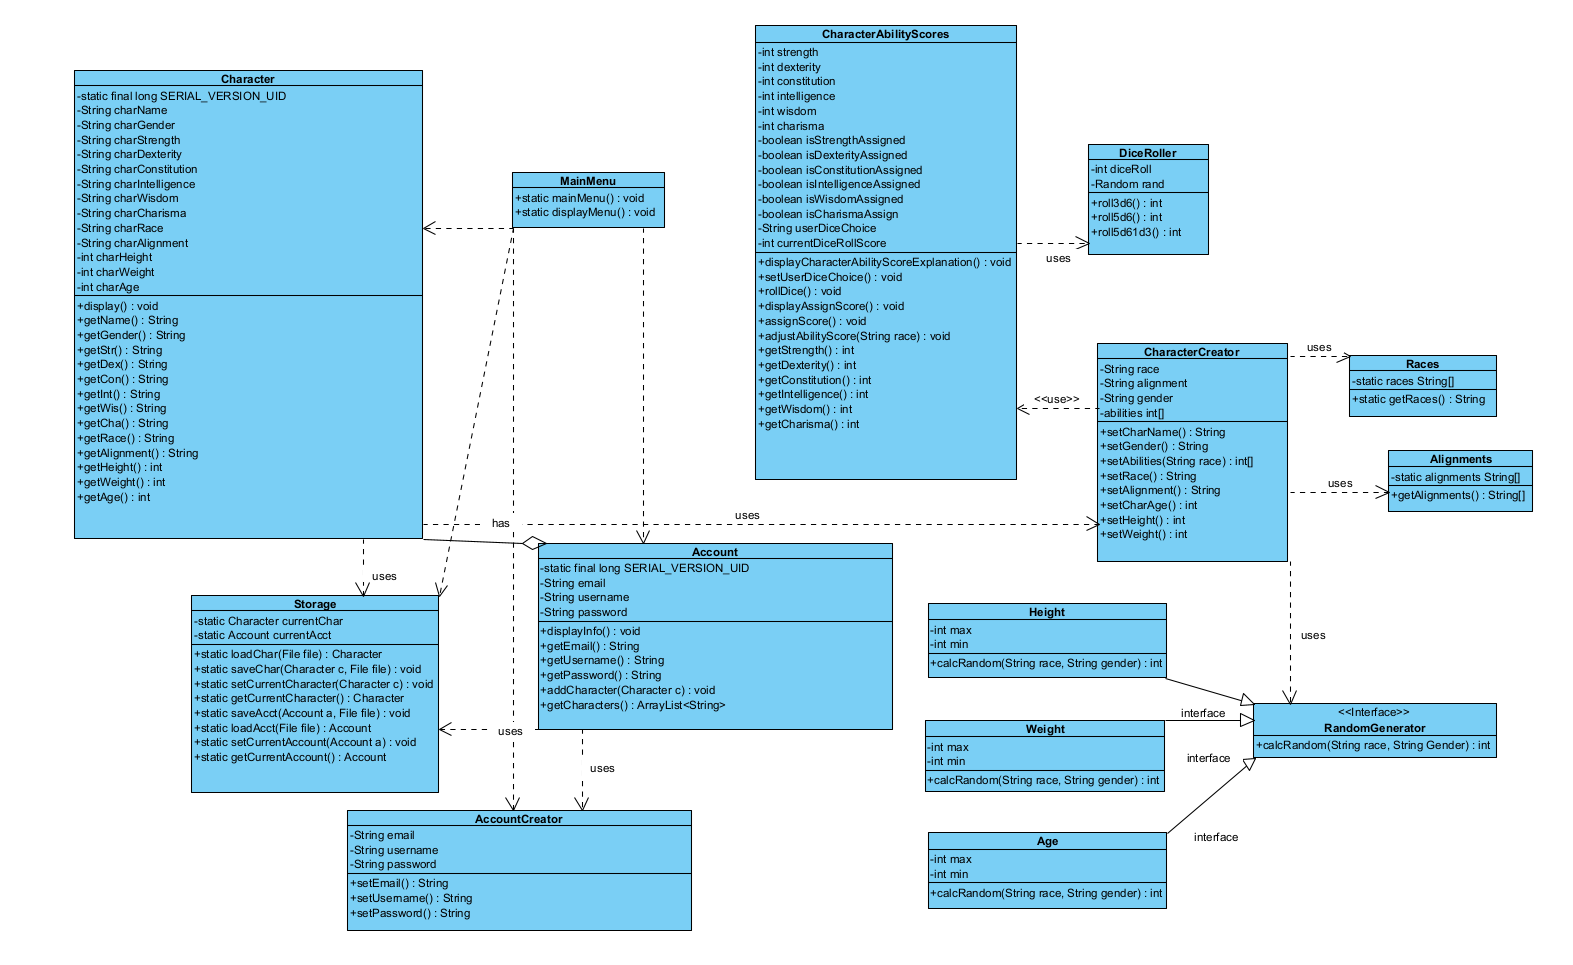 Character
-static final long SERIAL_VERSION_UID
-String charName
-String charGender
-String charStrength
-String charDexterity
-String charConstitution
-String charIntelligence
-String charWisdom
-String charCharisma
-String charRace
-String charAlignment
-int charHeight
-int charWeight
-int charAge
+display() : void
+getName() : String
+getGender() : String
+getStr() : String
+getDex() : String
+getCon() : String
+getInt() : String
+getWis() : String
+getCha() : String
+getRace() : String
+getAlignment() : String
+getHeight() : int
+getWeight() : int
+getAge() : int
MainMenu
+static mainMenu() : void
+static displayMenu() : void
CharacterAbilityScores
-int strength
-int dexterity
-int constitution
-int intelligence
-int wisdom
-int charisma
-boolean isStrengthAssigned
-boolean isDexterityAssigned
-boolean isConstitutionAssigned
-boolean isIntelligenceAssigned
-boolean isWisdomAssigned
-boolean isCharismaAssign
-String userDiceChoice
-int currentDiceRollScore
+displayCharacterAbilityScoreExplanation() : void
+setUserDiceChoice() : void
+rollDice() : void
+displayAssignScore() : void
+assignScore() : void
+adjustAbilityScore(String race) : void
+getStrength() : int
+getDexterity() : int
+getConstitution() : int
+getIntelligence() : int
+getWisdom() : int
+getCharisma() : int
DiceRoller
-int diceRoll
-Random rand
+roll3d6() : int
+roll5d6() : int
+roll5d61d3() : int
uses
CharacterCreator
-String race
-String alignment
-String gender
-abilities int[]
+setCharName() : String
+setGender() : String
+setAbilities(String race) : int[]
+setRace() : String
+setAlignment() : String
+setCharAge() : int
+setHeight() : int
+setWeight() : int
<<use>>
uses
Races
-static races String[]
+static getRaces() : String
uses
Alignments
-static alignments String[]
+getAlignments() : String[]
has
uses
uses
Storage
-static Character currentChar
-static Account currentAcct
+static loadChar(File file) : Character
+static saveChar(Character c, File file) : void
+static setCurrentCharacter(Character c) : void
+static getCurrentCharacter() : Character
+static saveAcct(Account a, File file) : void
+static loadAcct(File file) : Account
+static setCurrentAccount(Account a) : void
+static getCurrentAccount() : Account
Account
-static final long SERIAL_VERSION_UID
-String email
-String username
-String password
+displayInfo() : void
+getEmail() : String
+getUsername() : String
+getPassword() : String
+addCharacter(Character c) : void
+getCharacters() : ArrayList<String>
uses
uses
AccountCreator
-String email
-String username
-String password
+setEmail() : String
+setUsername() : String
+setPassword() : String
Height
-int max
-int min
+calcRandom(String race, String gender) : int
uses
interface
Weight
-int max
-int min
+calcRandom(String race, String gender) : int
<<Interface>>
RandomGenerator
+calcRandom(String race, String Gender) : int
interface
Age
-int max
-int min
+calcRandom(String race, String gender) : int
interface